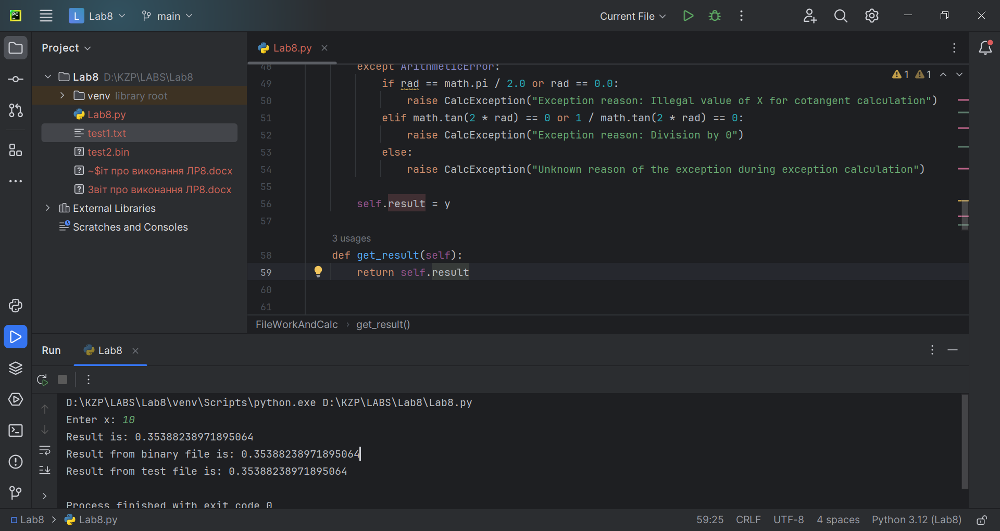 PC
L Lab8 main Current File
Project
Lab8 D:\KZP\LABS\Lab8
venv library root
Lab8.py
test1.txt
test2.bin
~$іт про виконання ЛР8.docx
Звіт про виконання ЛР8.docx
External Libraries
Scratches and Consoles
Lab8.py
1 1
48 except ArithmeticError:
49 if rad == math.pi / 2.0 or rad == 0.0:
50 raise CalcException("Exception reason: Illegal value of X for cotangent calculation")
51 elif math.tan(2 * rad) == 0 or 1 / math.tan(2 * rad) == 0:
52 raise CalcException("Exception reason: Division by 0")
53 else:
54 raise CalcException("Unknown reason of the exception during exception calculation")
55
56 self.result = y
57
3 usages
58 def get_result(self):
59 return self.result
60
61
FileWorkAndCalc › get_result()
Run Lab8
D:\KZP\LABS\Lab8\venv\Scripts\python.exe D:\KZP\LABS\Lab8\Lab8.py
Enter x: 10
Result is: 0.35388238971895064
Result from binary file is: 0.35388238971895064
Result from test file is: 0.35388238971895064
Process finished with exit code 0
Lab8 > Lab8.py 59:25 CRLF UTF-8 4 spaces Python 3.12 (Lab8)